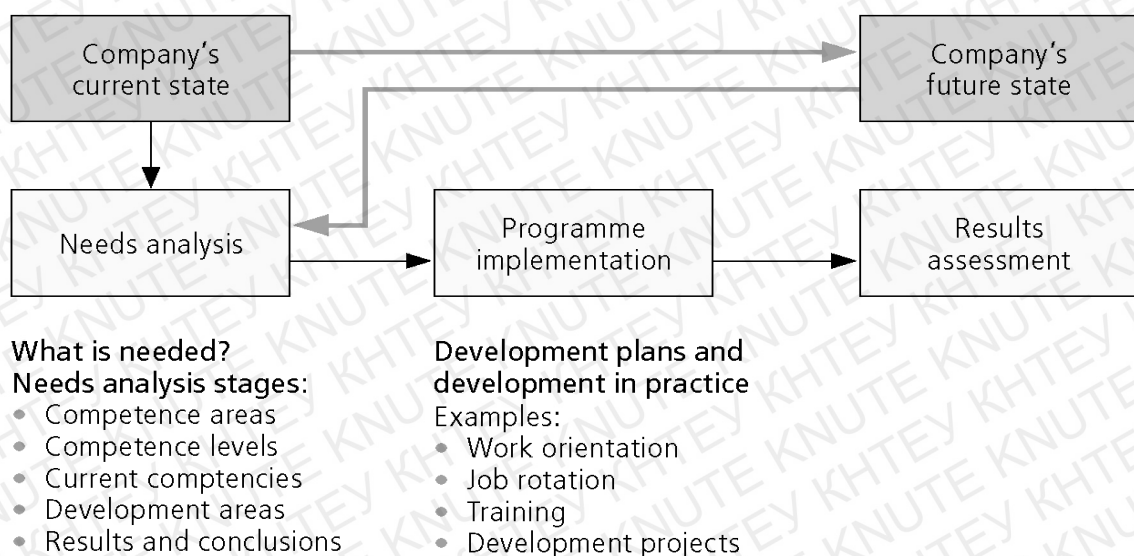 Company's
current state
Company's
future state
Needs analysis
Programme
implementation
Results
assessment
What is needed?
Needs analysis stages:
• Competence areas
• Competence levels
• Current comptencies
• Development areas
• Results and conclusions
Development plans and
development in practice
Examples:
• Work orientation
• Job rotation
• Training
• Development projects
KNUTE КНТЕУ